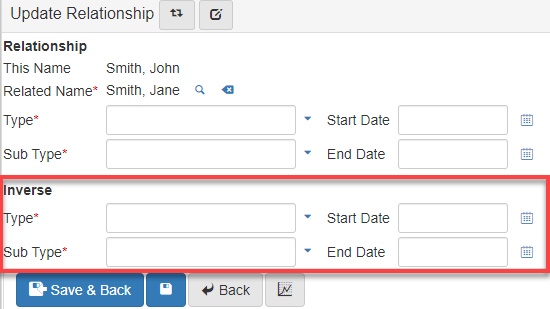 Update Relationship
Relationship
This Name Smith, John
Related Name* Smith, Jane
Type* Start Date
Sub Type* End Date
Inverse
Type* Start Date
Sub Type* End Date
Save & Back Back